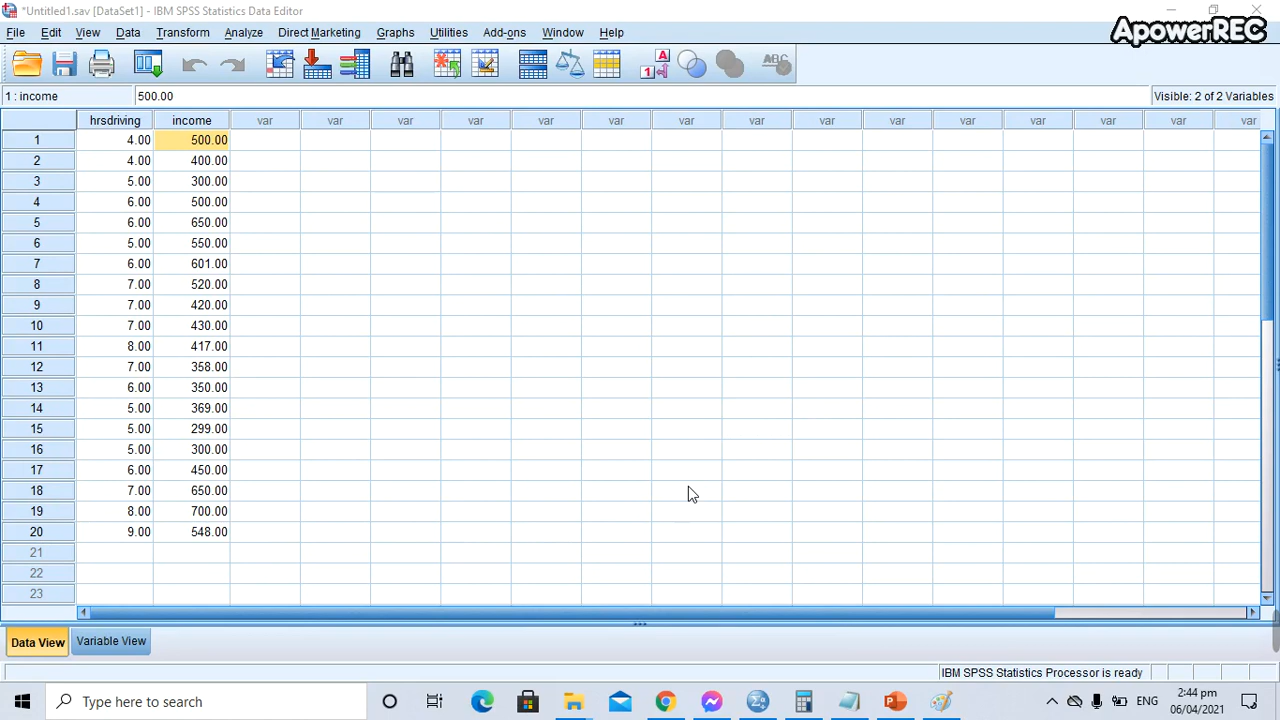 *Untitled1.sav [DataSet1] - IBM SPSS Statistics Data Editor
ApowerREC
File Edit View Data Transform Analyze Direct Marketing Graphs Utilities Add-ons Window Help
1 : income 500.00 Visible: 2 of 2 Variables
hrsdriving income var var var var var var var var var var var var var var var
1 4.00 500.00
2 4.00 400.00
3 5.00 300.00
4 6.00 500.00
5 6.00 650.00
6 5.00 550.00
7 6.00 601.00
8 7.00 520.00
9 7.00 420.00
10 7.00 430.00
11 8.00 417.00
12 7.00 358.00
13 6.00 350.00
14 5.00 369.00
15 5.00 299.00
16 5.00 300.00
17 6.00 450.00
18 7.00 650.00
19 8.00 700.00
20 9.00 548.00
21
22
23
Data View Variable View
IBM SPSS Statistics Processor is ready
Type here to search
ENG
2:44 pm
06/04/2021